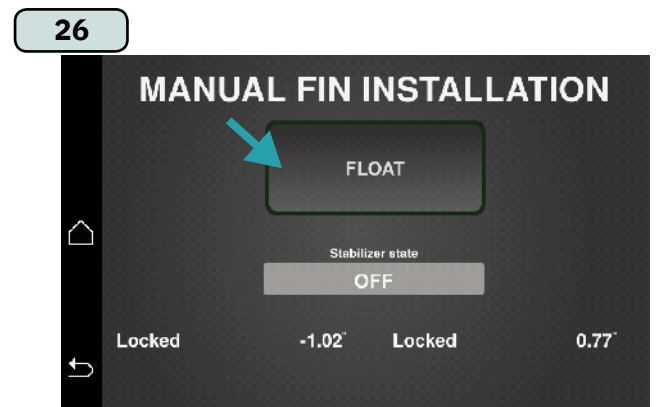 26
MANUAL FIN INSTALLATION
FLOAT
Stabilizer state
OFF
Locked -1.02° Locked 0.77°